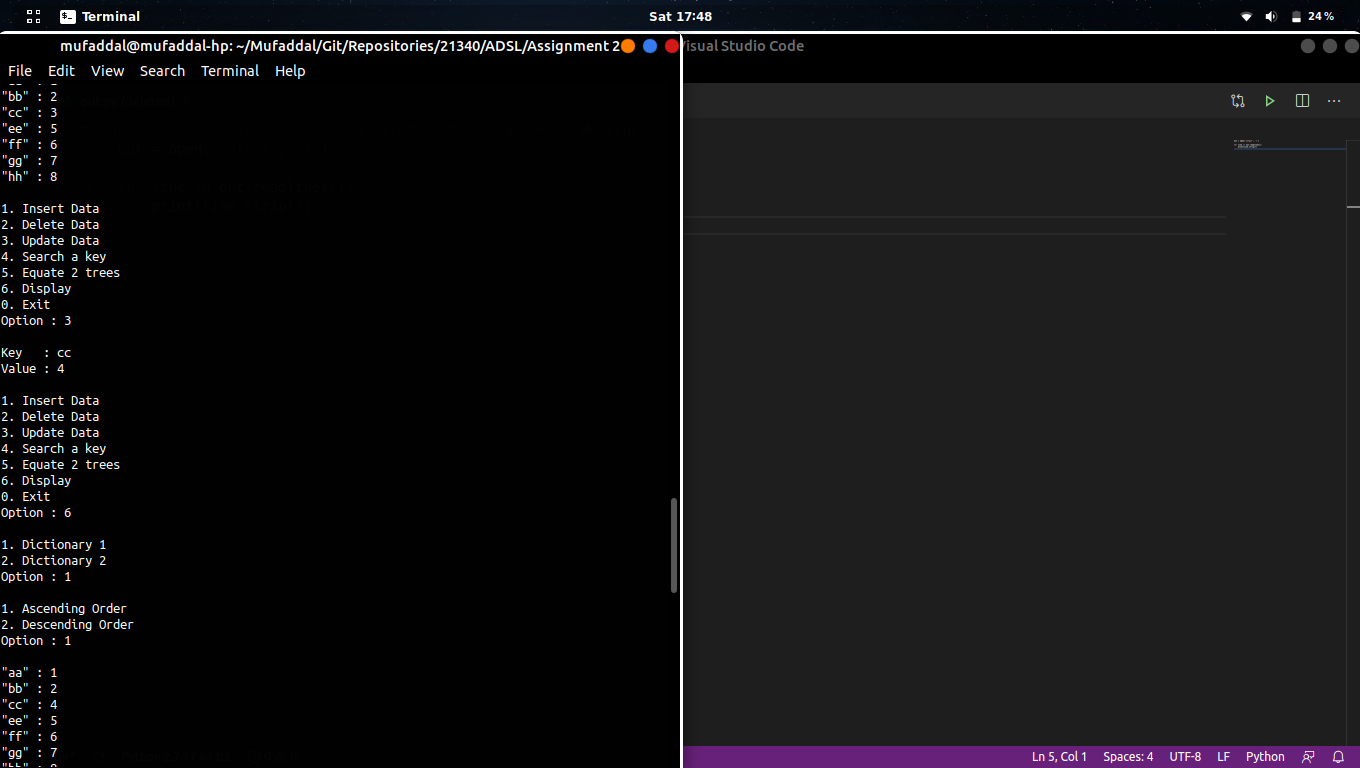 Terminal
Sat 17:48
24 %
mufaddal@mufaddal-hp: ~/Mufaddal/Git/Repositories/21340/ADSL/Assignment 2
Visual Studio Code
File Edit View Search Terminal Help
"bb" : 2
"cc" : 3
"ee" : 5
"ff" : 6
"gg" : 7
"hh" : 8
1. Insert Data
2. Delete Data
3. Update Data
4. Search a key
5. Equate 2 trees
6. Display
0. Exit
Option : 3
Key   : cc
Value : 4
1. Insert Data
2. Delete Data
3. Update Data
4. Search a key
5. Equate 2 trees
6. Display
0. Exit
Option : 6
1. Dictionary 1
2. Dictionary 2
Option : 1
1. Ascending Order
2. Descending Order
Option : 1
"aa" : 1
"bb" : 2
"cc" : 4
"ee" : 5
"ff" : 6
"gg" : 7
Ln 5, Col 1 Spaces: 4 UTF-8 LF Python